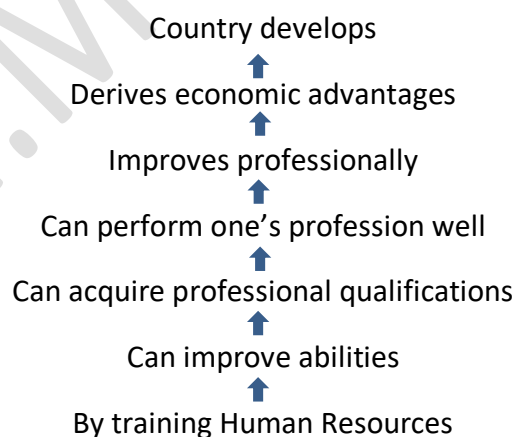 Country develops
Derives economic advantages
Improves professionally
Can perform one’s profession well
Can acquire professional qualifications
Can improve abilities
By training Human Resources